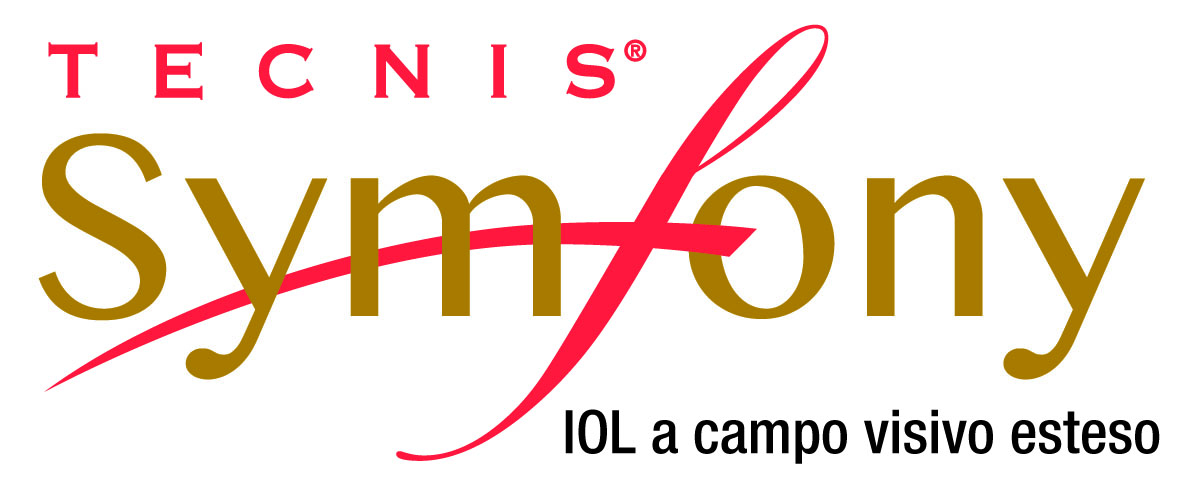 TECNIS®
Symfony
IOL a campo visivo esteso